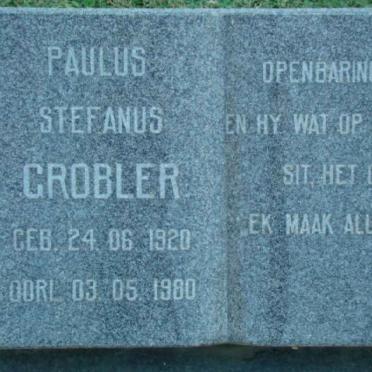 PAULUS
STEFANUS
GROBLER
GEB. 24. 06. 1920
OORL. 03. 05. 1980
OPENBARING
EN HY WAT OP
SIT, HET
EK MAAK ALL